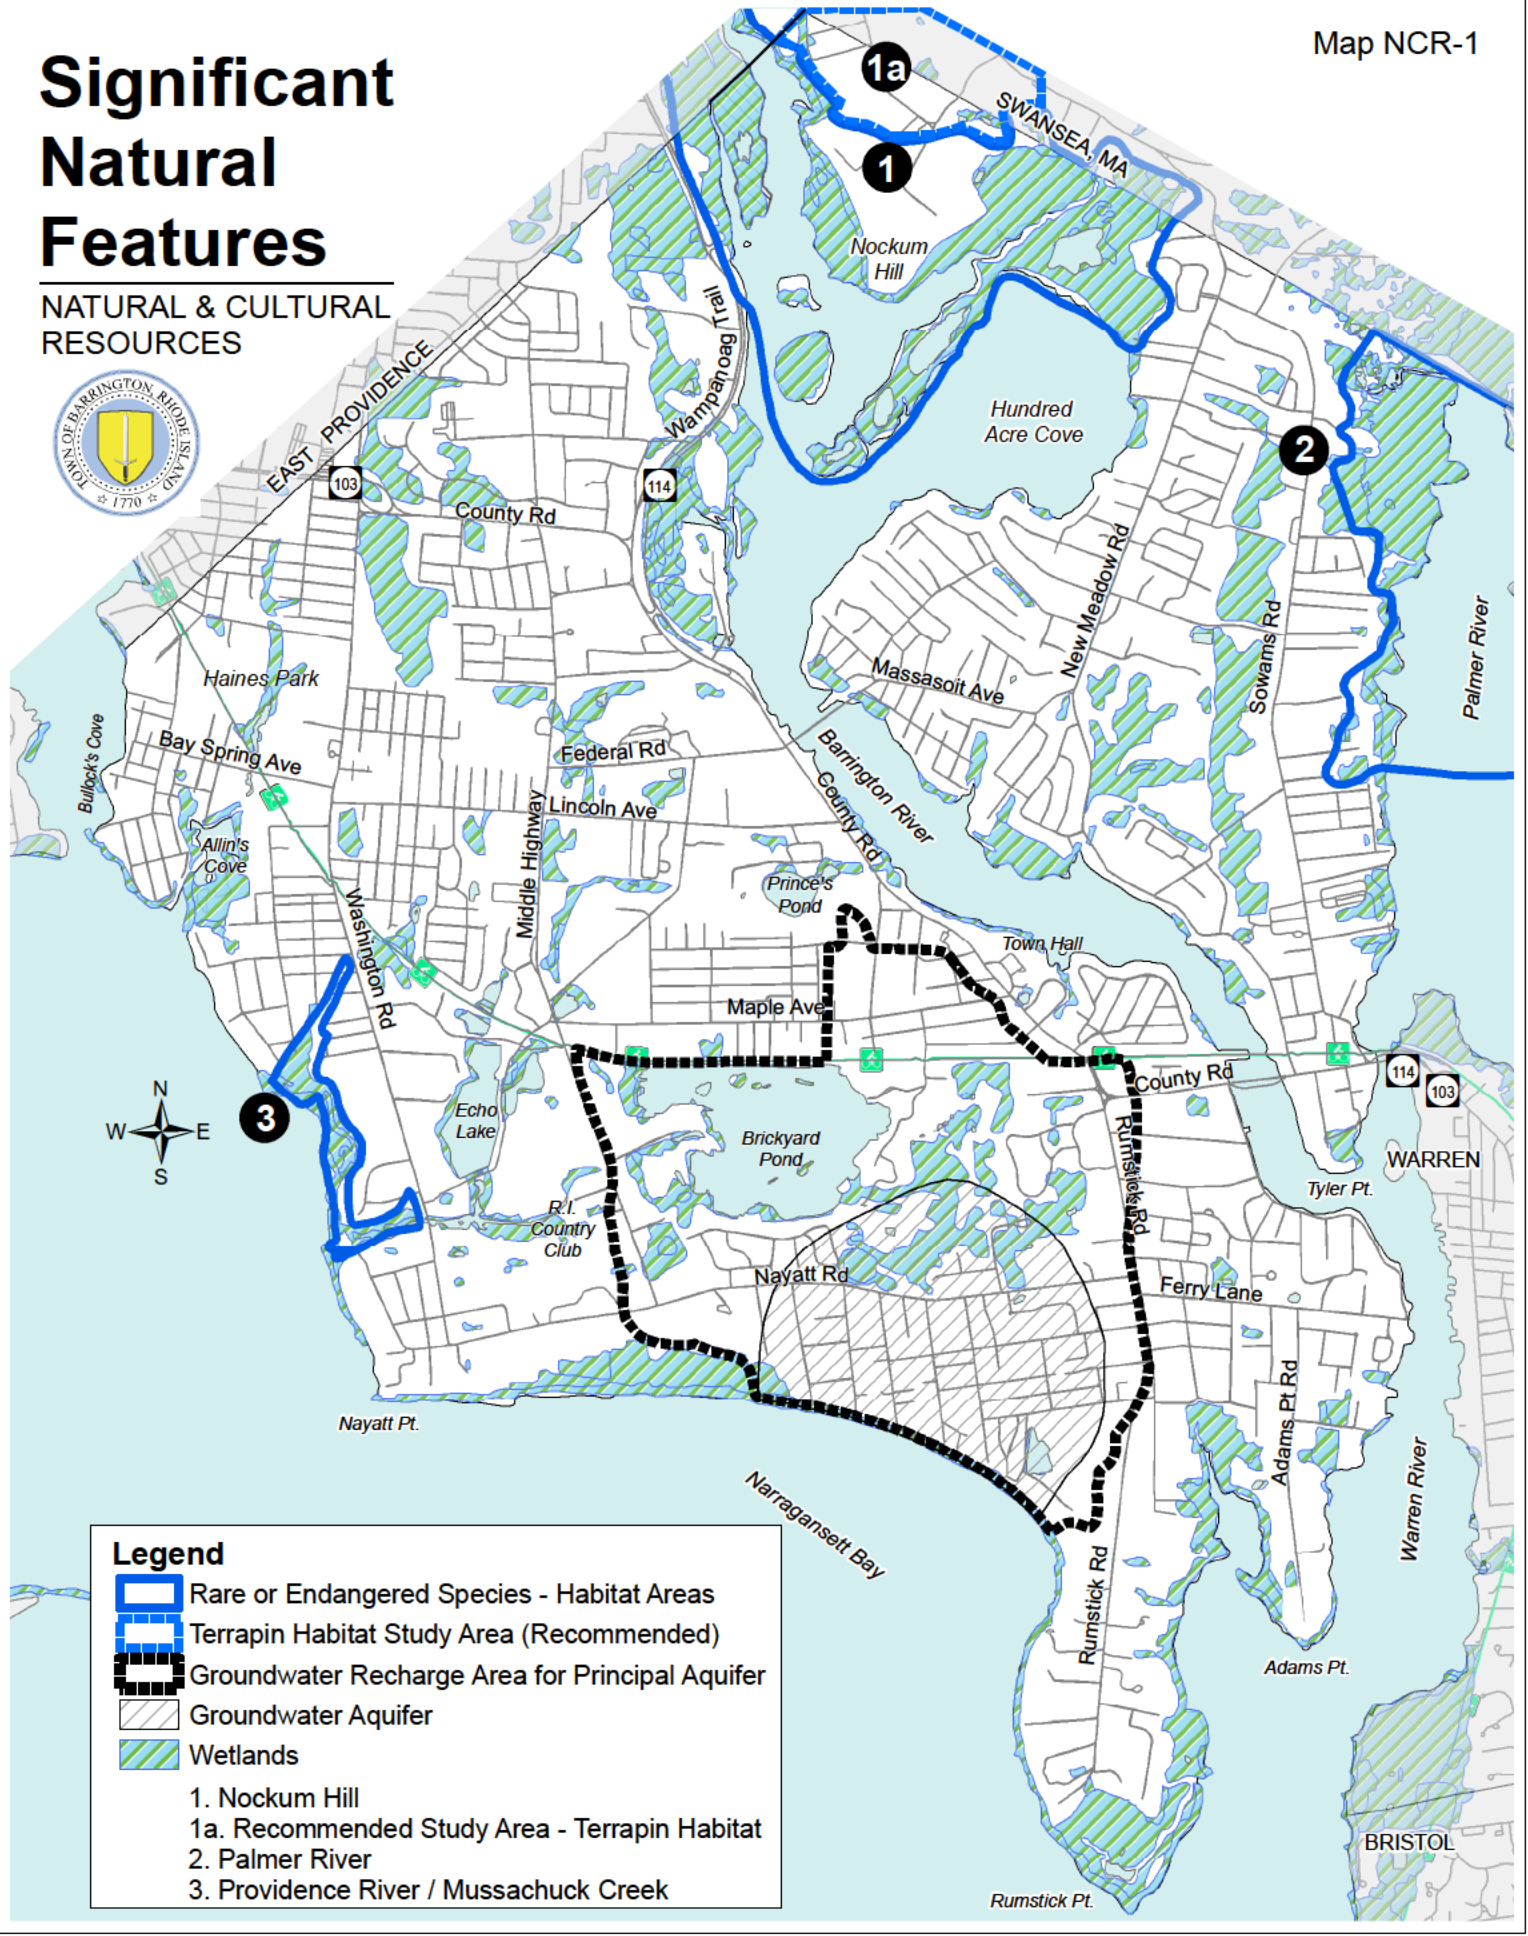 Significant
Natural
Features
NATURAL & CULTURAL
RESOURCES
Map NCR-1
TOWN OF BARRINGTON, RHODE ISLAND
☆ 1770 ☆
1a
SWANSEA, MA
1
Nockum
Hill
Wampanoag Trail
EAST PROVIDENCE
Hundred
Acre Cove
2
103
114
County Rd
New Meadow Rd
Sowams Rd
Palmer River
Haines Park
Massasoit Ave
Bullock's Cove
Bay Spring Ave
Federal Rd
Barrington River
County Rd
Lincoln Ave
Middle Highway
Allin's
Cove
Prince's
Pond
Washington Rd
Town Hall
Maple Ave
County Rd
114
103
N
W E
S
3
Echo
Lake
Brickyard
Pond
Rumstick Rd
WARREN
Tyler Pt.
R.I.
Country
Club
Nayatt Rd
Ferry Lane
Adams Pt Rd
Nayatt Pt.
Narragansett Bay
Warren River
Rumstick Rd
Adams Pt.
BRISTOL
Rumstick Pt.
Legend
Rare or Endangered Species - Habitat Areas
Terrapin Habitat Study Area (Recommended)
Groundwater Recharge Area for Principal Aquifer
Groundwater Aquifer
Wetlands
1. Nockum Hill
1a. Recommended Study Area - Terrapin Habitat
2. Palmer River
3. Providence River / Mussachuck Creek